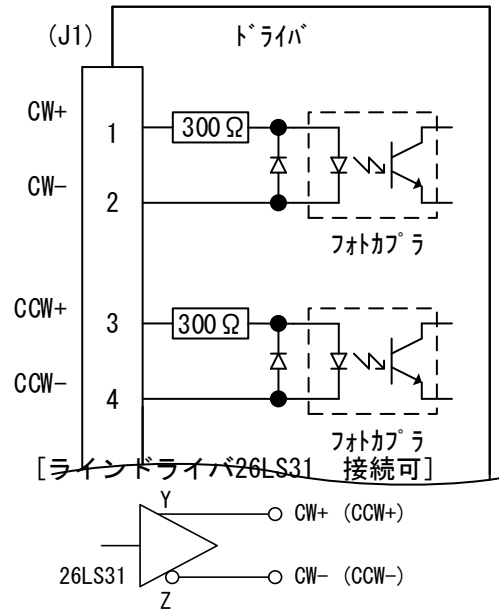 (J1)
ドライバ
CW+
1
300Ω
CW-
2
フォトカプラ
CCW+
3
300Ω
CCW-
4
フォトカプラ
[ラインドライバ26LS31 接続可]
Y
CW+ (CCW+)
26LS31
CW- (CCW-)
Z